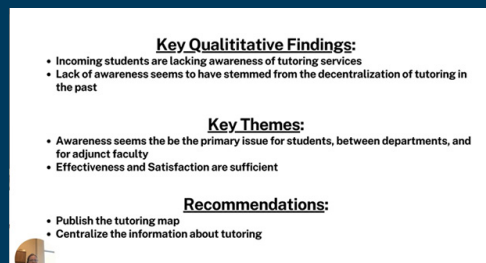 Key Qualititative Findings:
• Incoming students are lacking awareness of tutoring services
• Lack of awareness seems to have stemmed from the decentralization of tutoring in
the past
Key Themes:
• Awareness seems the be the primary issue for students, between departments, and
for adjunct faculty
• Effectiveness and Satisfaction are sufficient
Recommendations:
• Publish the tutoring map
• Centralize the information about tutoring